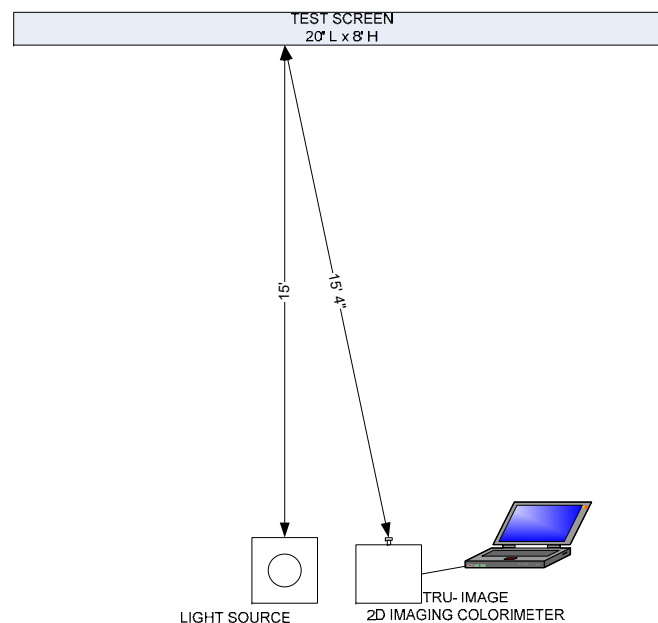 TEST SCREEN
20' L x 8' H
15'
15' 4"
TRU- IMAGE
2D IMAGING COLORIMETER
LIGHT SOURCE